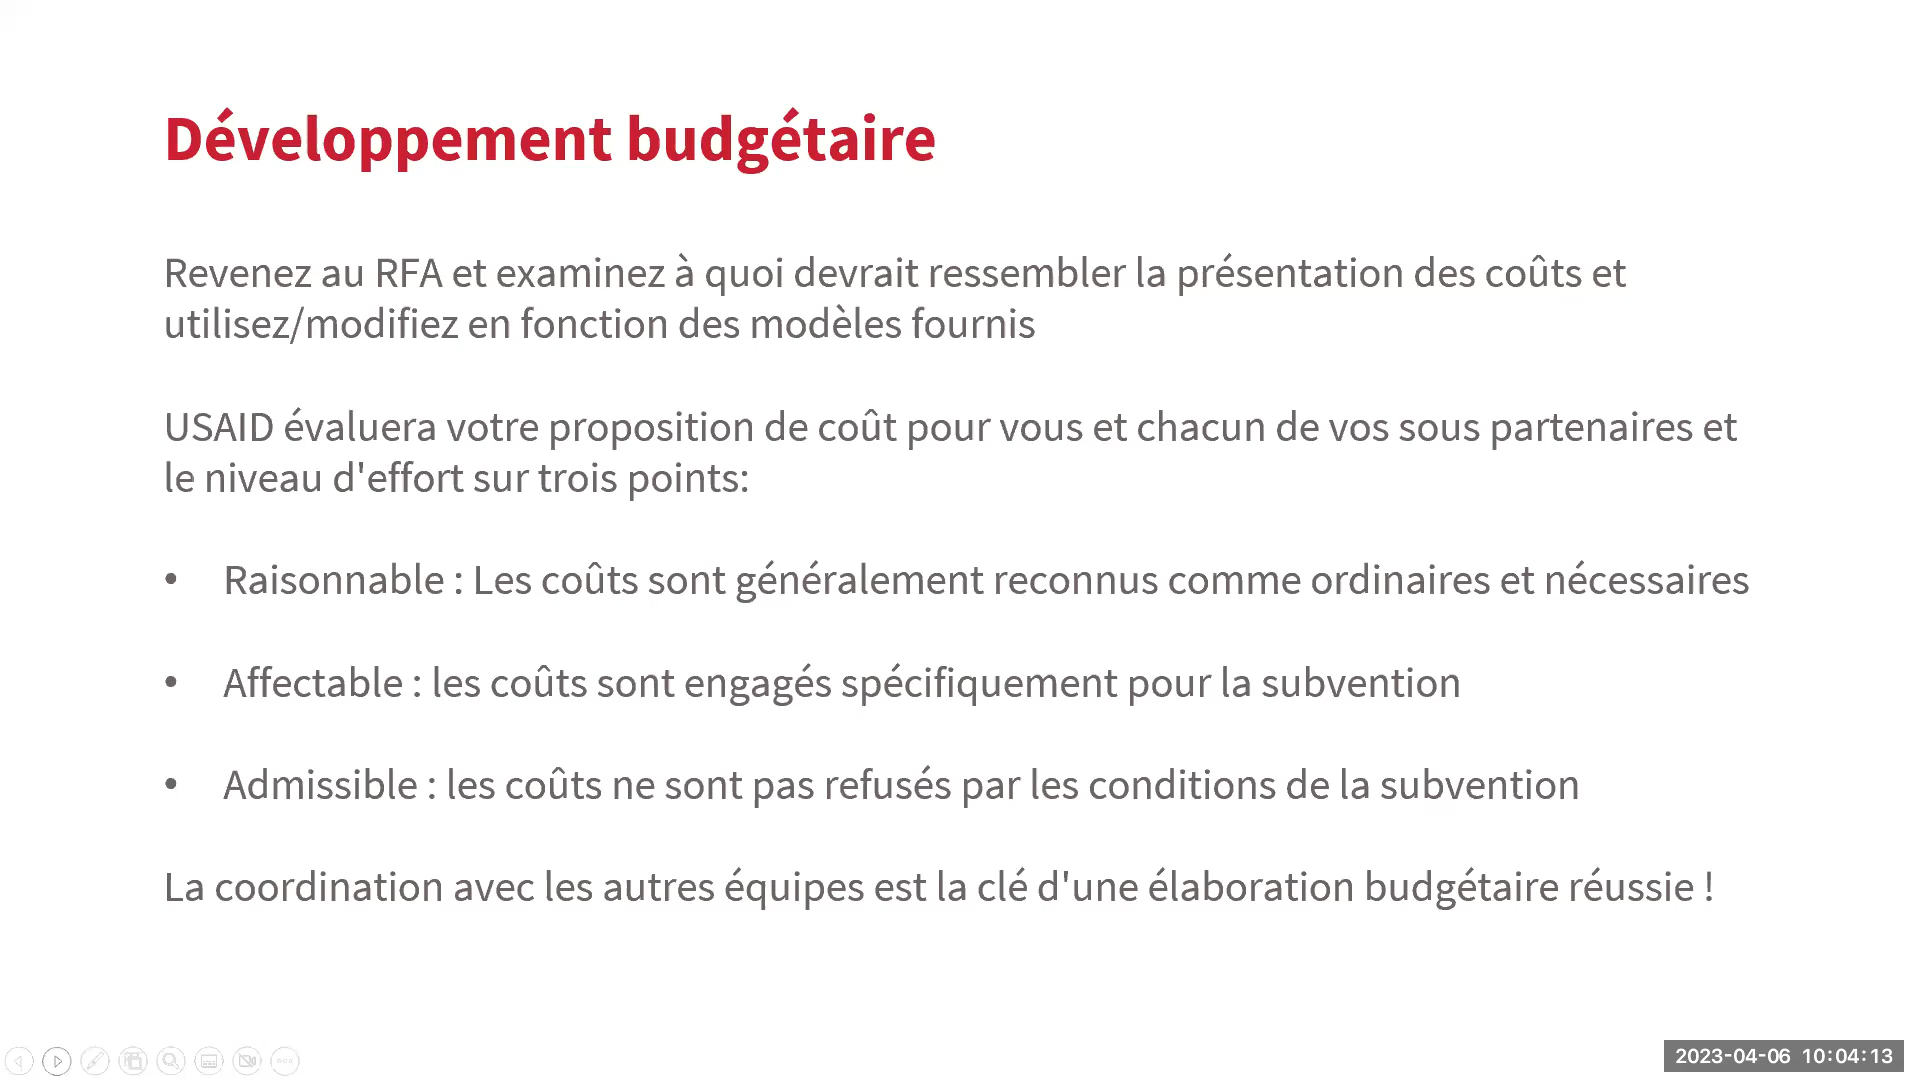 Développement budgétaire
Revenez au RFA et examinez à quoi devrait ressembler la présentation des coûts et
utilisez/modifiez en fonction des modèles fournis
USAID évaluera votre proposition de coût pour vous et chacun de vos sous partenaires et
le niveau d'effort sur trois points:
• Raisonnable : Les coûts sont généralement reconnus comme ordinaires et nécessaires
• Affectable : les coûts sont engagés spécifiquement pour la subvention
• Admissible : les coûts ne sont pas refusés par les conditions de la subvention
La coordination avec les autres équipes est la clé d'une élaboration budgétaire réussie !
2023-04-06 10:04:13